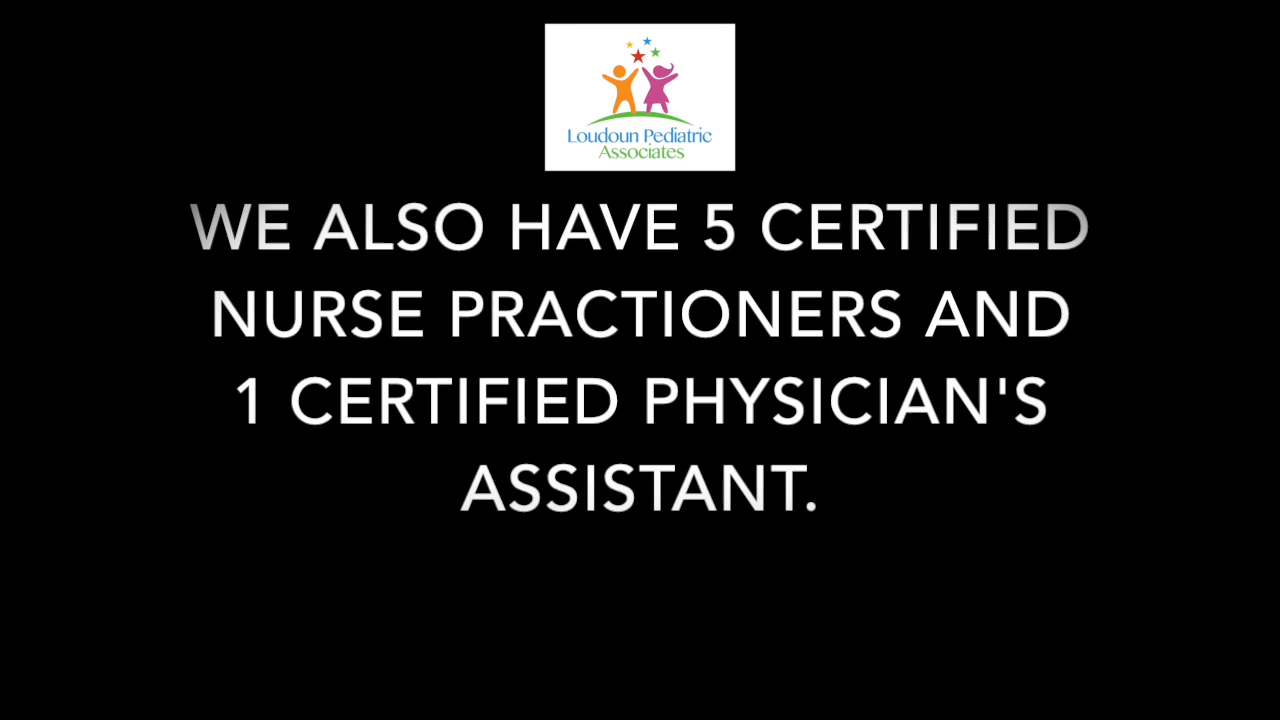 Loudoun Pediatric
Associates
WE ALSO HAVE 5 CERTIFIED
NURSE PRACTIONERS AND
1 CERTIFIED PHYSICIAN'S
ASSISTANT.